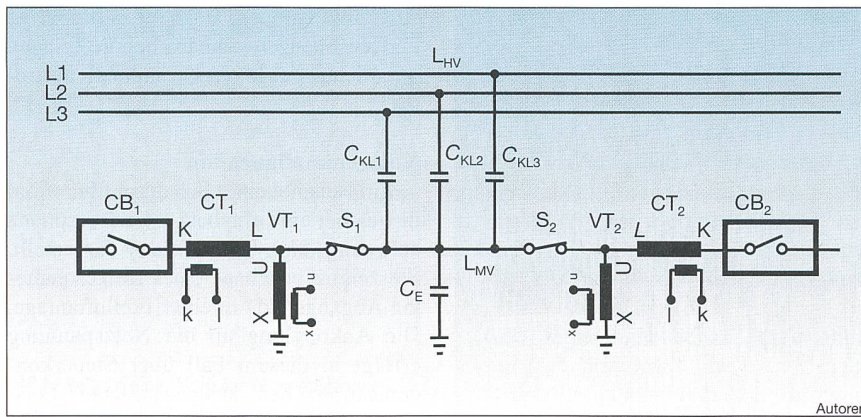 L_HV
L1
L2
L3
C_KL1 C_KL2 C_KL3
CB_1 CT_1 VT_1 S_1 S_2 VT_2 CT_2 CB_2
K L L K
L_MV
U u C_E u U
k l X X l k
x
Autoren